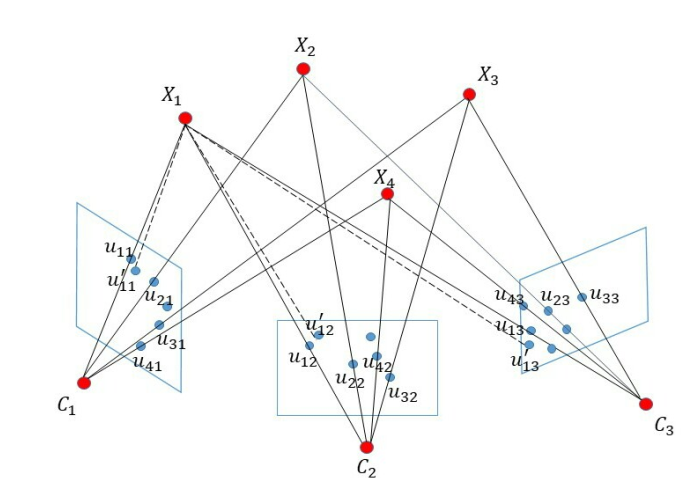 X₂
X₃
X₁
X₄
u₁₁
u′₁₁
u₂₁
u₃₁
u₄₁
u′₁₂
u₁₂
u₂₂
u₄₂
u₃₂
u₄₃
u₂₃
u₃₃
u₁₃
u′₁₃
C₁
C₂
C₃